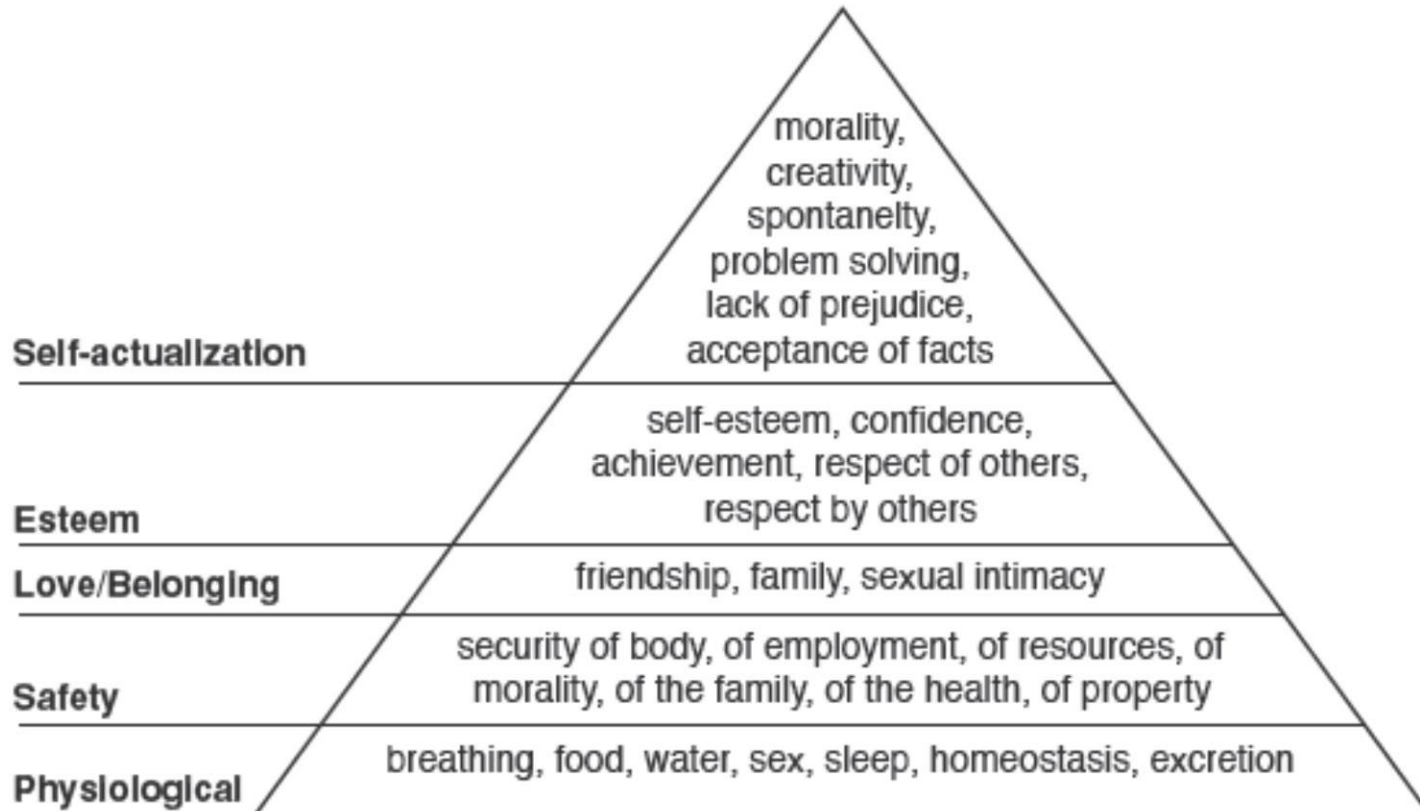 morality,
creativity,
spontanelty,
problem solving,
lack of prejudice,
acceptance of facts
Self-actualization
self-esteem, confidence,
achievement, respect of others,
respect by others
Esteem
friendship, family, sexual intimacy
Love/Belonging
security of body, of employment, of resources, of
morality, of the family, of the health, of property
Safety
breathing, food, water, sex, sleep, homeostasis, excretion
Physiological